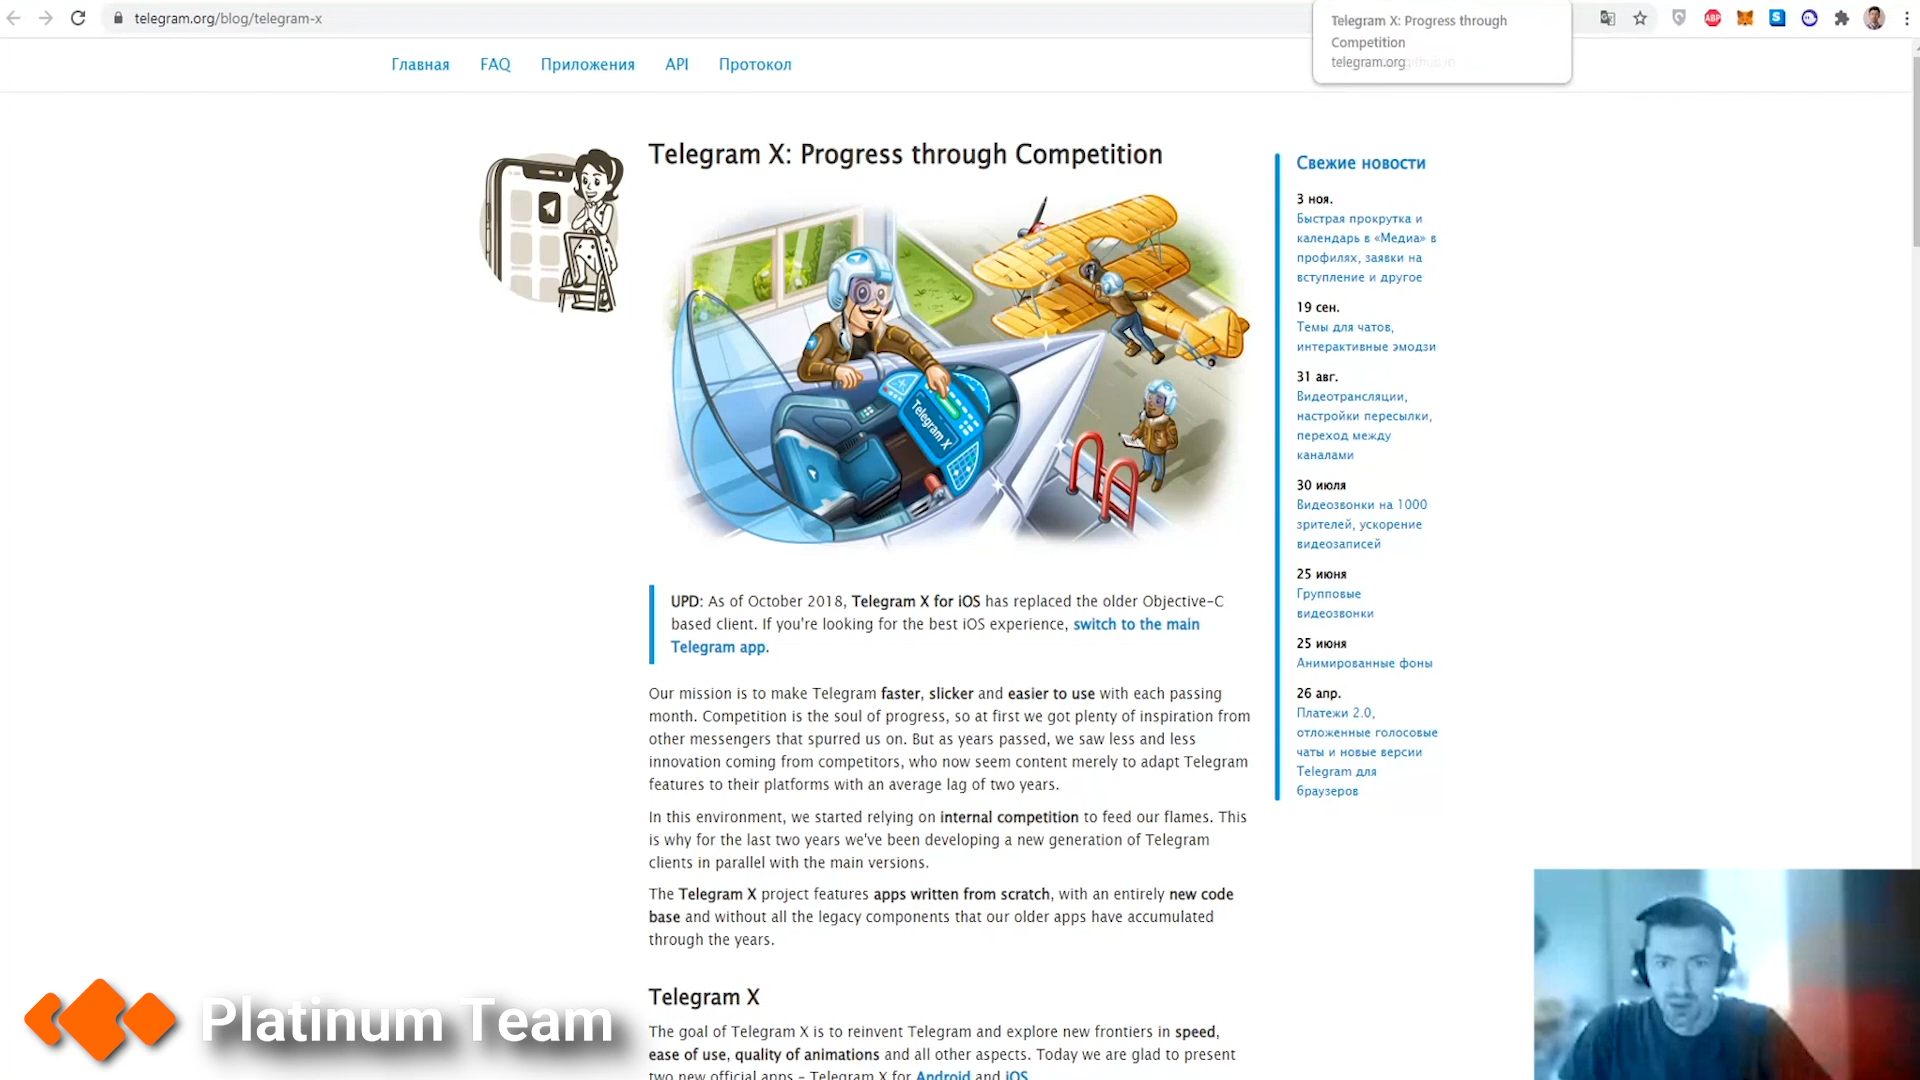 telegram.org/blog/telegram-x
Telegram X: Progress through
Competition
telegram.org
Главная FAQ Приложения API Протокол
Telegram X: Progress through Competition
Telegram X
UPD: As of October 2018, Telegram X for iOS has replaced the older Objective-C
based client. If you're looking for the best iOS experience, switch to the main
Telegram app.
Our mission is to make Telegram faster, slicker and easier to use with each passing
month. Competition is the soul of progress, so at first we got plenty of inspiration from
other messengers that spurred us on. But as years passed, we saw less and less
innovation coming from competitors, who now seem content merely to adapt Telegram
features to their platforms with an average lag of two years.
In this environment, we started relying on internal competition to feed our flames. This
is why for the last two years we've been developing a new generation of Telegram
clients in parallel with the main versions.
The Telegram X project features apps written from scratch, with an entirely new code
base and without all the legacy components that our older apps have accumulated
through the years.
Telegram X
The goal of Telegram X is to reinvent Telegram and explore new frontiers in speed,
ease of use, quality of animations and all other aspects. Today we are glad to present
two new official apps – Telegram X for Android and iOS.
Свежие новости
3 ноя.
Быстрая прокрутка и
календарь в «Медиа» в
профилях, заявки на
вступление и другое
19 сен.
Темы для чатов,
интерактивные эмодзи
31 авг.
Видеотрансляции,
настройки пересылки,
переход между
каналами
30 июля
Видеозвонки на 1000
зрителей, ускорение
видеозаписей
25 июня
Групповые
видеозвонки
25 июня
Анимированные фоны
26 апр.
Платежи 2.0,
отложенные голосовые
чаты и новые версии
Telegram для
браузеров
ABP
S
Platinum Team